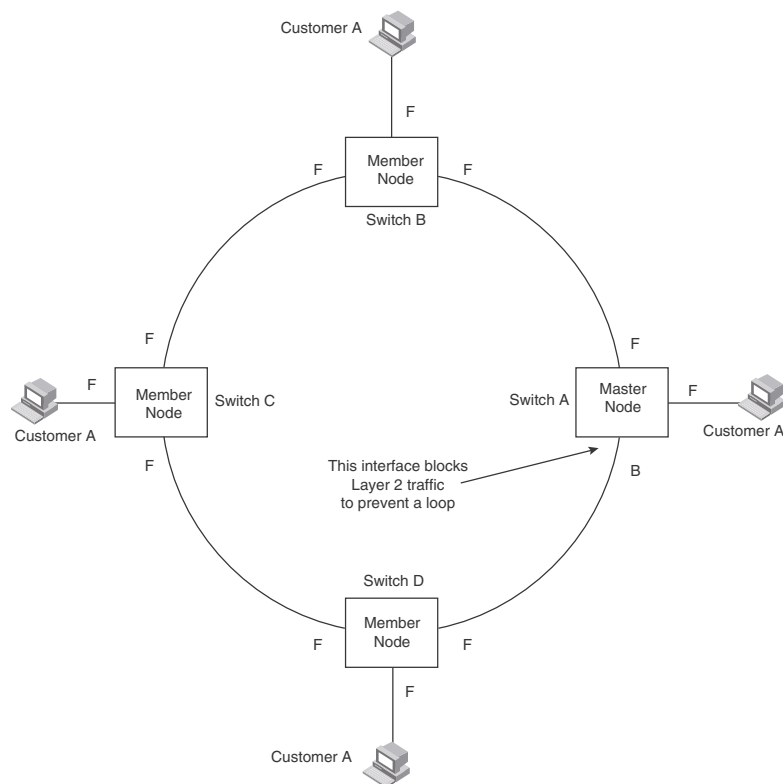 Customer A
F
Member
Node
F
F
Switch B
F
F
F
Member
Node
Switch C
Switch A
Master
Node
F
Customer A
Customer A
F
This interface blocks
Layer 2 traffic
to prevent a loop
B
Switch D
Member
Node
F
F
F
Customer A